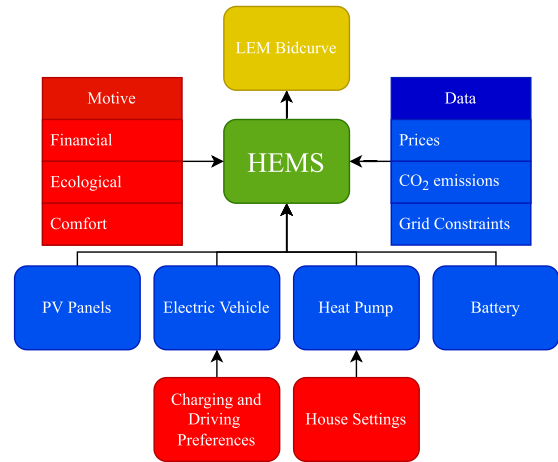 LEM Bidcurve
Motive
Financial
Ecological
Comfort
HEMS
Data
Prices
CO₂ emissions
Grid Constraints
PV Panels
Electric Vehicle
Heat Pump
Battery
Charging and
Driving
Preferences
House Settings